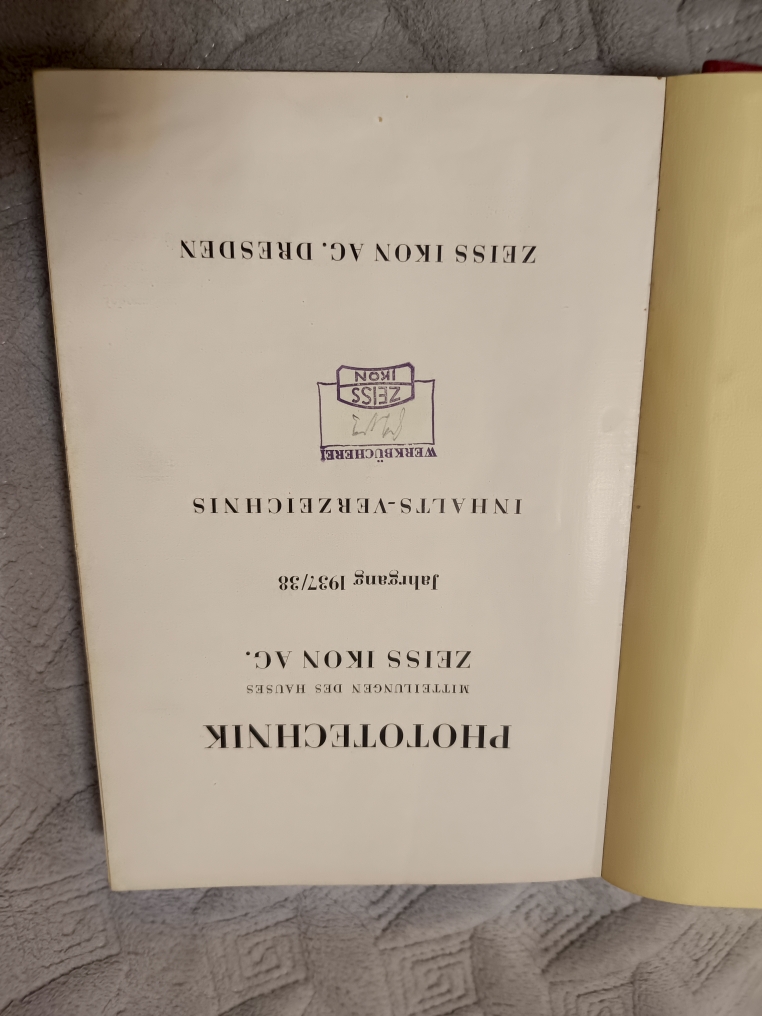 PHOTOTECHNIK
MITTEILUNGEN DES HAUSES
ZEISS IKON AG.
Jahrgang 1937/38
INHALTS-VERZEICHNIS
WERKBÜCHEREI
ZEISS
IKON
ZEISS IKON AG. DRESDEN